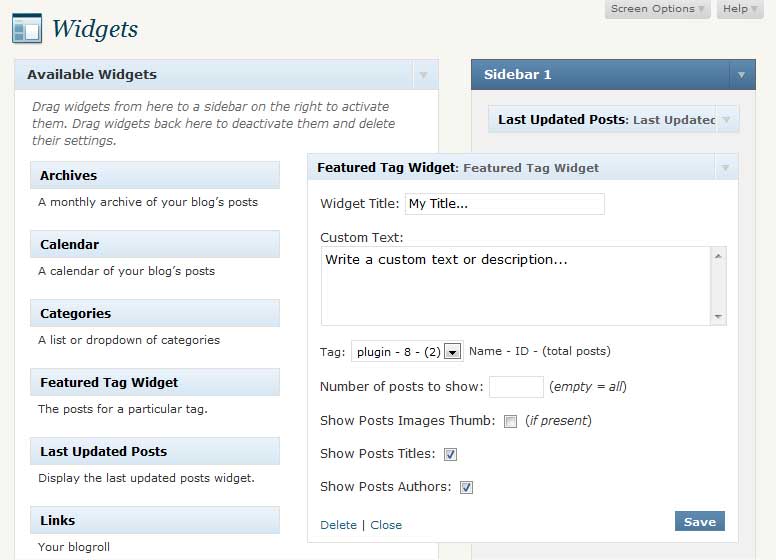 Screen Options
Help
Widgets
Available Widgets
Drag widgets from here to a sidebar on the right to activate
them. Drag widgets back here to deactivate them and delete
their settings.
Archives
A monthly archive of your blog's posts
Calendar
A calendar of your blog's posts
Categories
A list or dropdown of categories
Featured Tag Widget
The posts for a particular tag.
Last Updated Posts
Display the last updated posts widget.
Links
Your blogroll
Sidebar 1
Last Updated Posts: Last Updated
Featured Tag Widget: Featured Tag Widget
Widget Title: My Title...
Custom Text:
Write a custom text or description...
Tag: plugin - 8 - (2) Name - ID - (total posts)
Number of posts to show: (empty = all)
Show Posts Images Thumb: (if present)
Show Posts Titles:
Show Posts Authors:
Delete | Close
Save